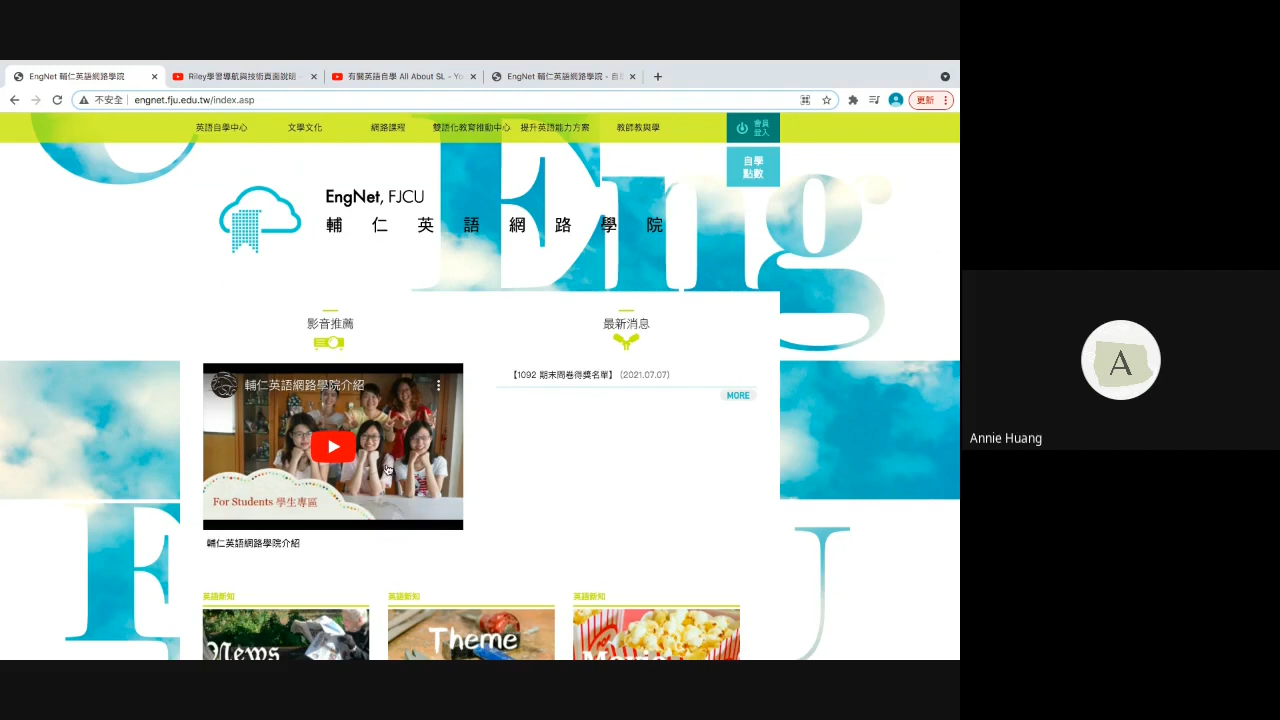 EngNet 輔仁英語網路學院
Riley學習導航與技術頁面說明 -
有關英語自學 All About SL - Yo
EngNet 輔仁英語網路學院 - 自
不安全 engnet.fju.edu.tw/index.asp
更新
英語自學中心 文學文化 網路課程 雙語化教育推動中心 提升英語能力方案 教師教與學
會員
登入
自學
點數
EngNet, FJCU
輔仁英語網路學院
影音推薦
最新消息
輔仁英語網路學院介紹
For Students 學生專區
輔仁英語網路學院介紹
【1092 期末問卷得獎名單】 (2021.07.07)
MORE
英語新知 英語新知 英語新知
News
Theme
Movie
Eng
E
J
A
Annie Huang